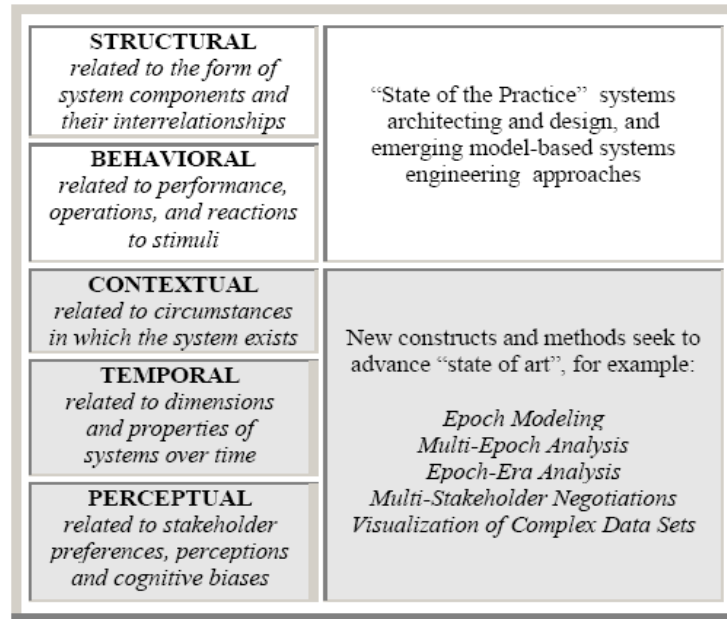 STRUCTURAL
related to the form of
system components and
their interrelationships
BEHAVIORAL
related to performance,
operations, and reactions
to stimuli
“State of the Practice” systems
architecting and design, and
emerging model-based systems
engineering approaches
CONTEXTUAL
related to circumstances
in which the system exists
TEMPORAL
related to dimensions
and properties of
systems over time
PERCEPTUAL
related to stakeholder
preferences, perceptions
and cognitive biases
New constructs and methods seek to
advance “state of art”, for example:
Epoch Modeling
Multi-Epoch Analysis
Epoch-Era Analysis
Multi-Stakeholder Negotiations
Visualization of Complex Data Sets